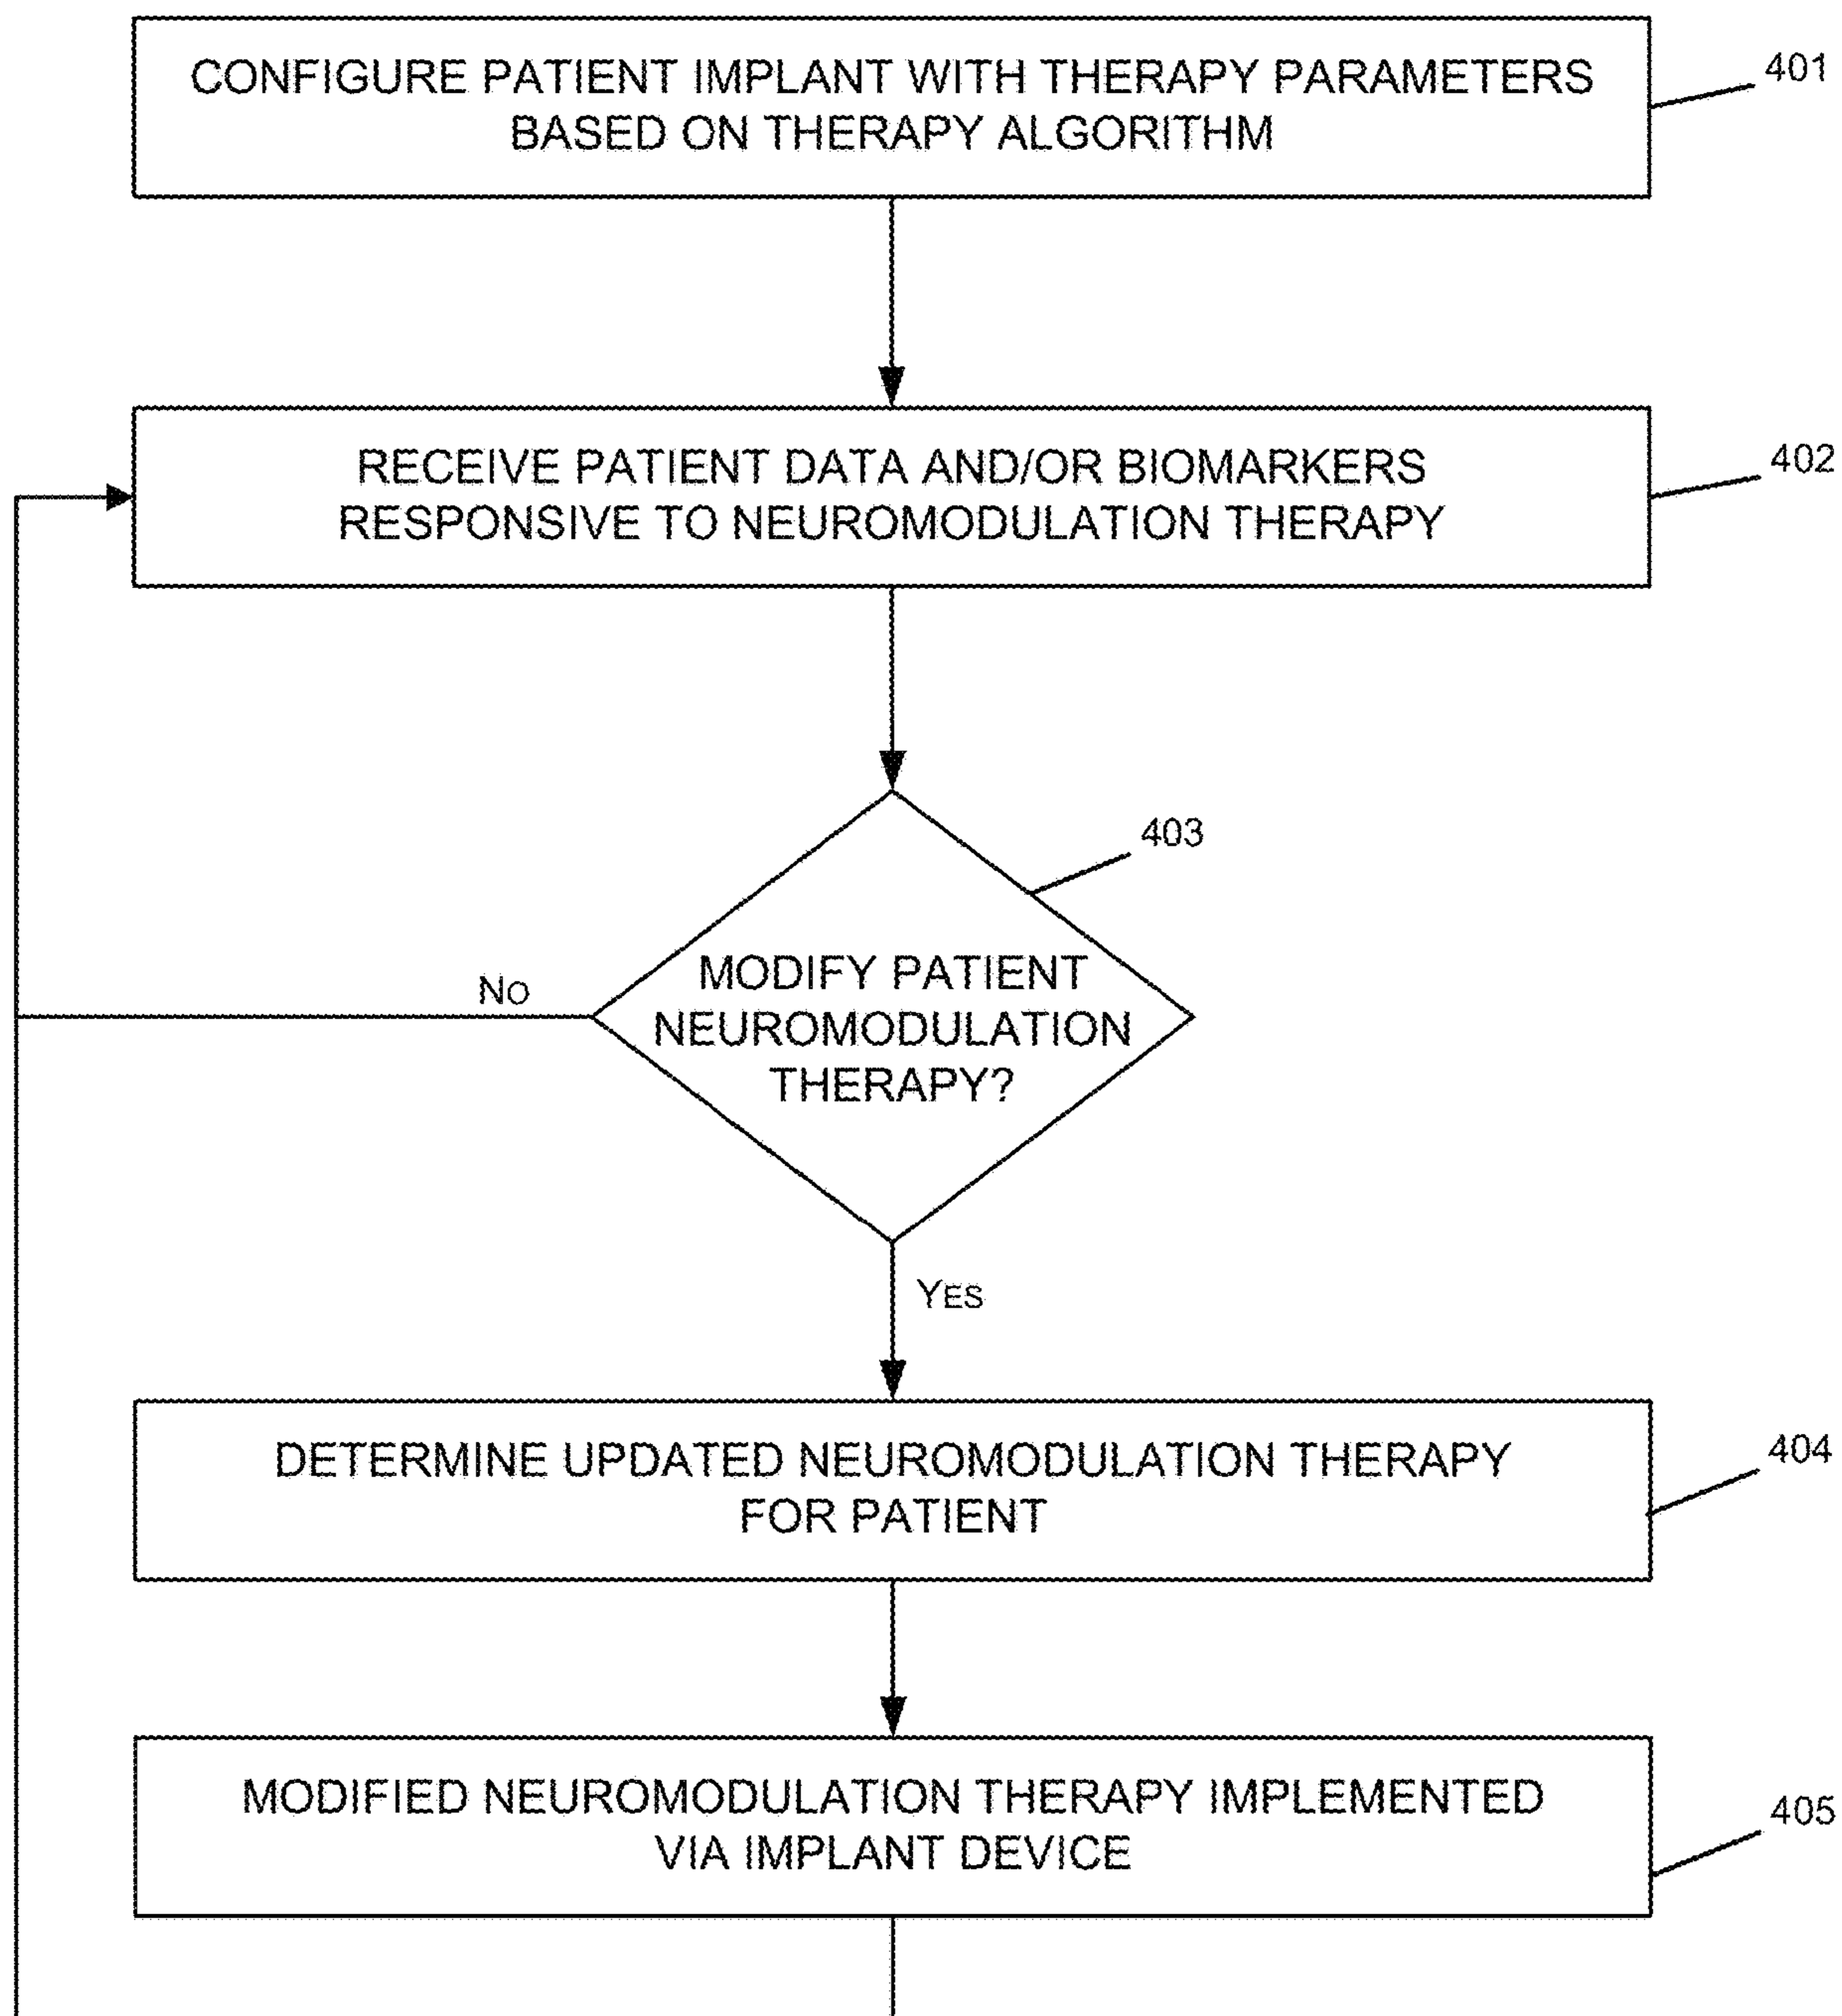 CONFIGURE PATIENT IMPLANT WITH THERAPY PARAMETERS
BASED ON THERAPY ALGORITHM
401
RECEIVE PATIENT DATA AND/OR BIOMARKERS
RESPONSIVE TO NEUROMODULATION THERAPY
402
403
MODIFY PATIENT
NEUROMODULATION
THERAPY?
NO
YES
DETERMINE UPDATED NEUROMODULATION THERAPY
FOR PATIENT
404
MODIFIED NEUROMODULATION THERAPY IMPLEMENTED
VIA IMPLANT DEVICE
405